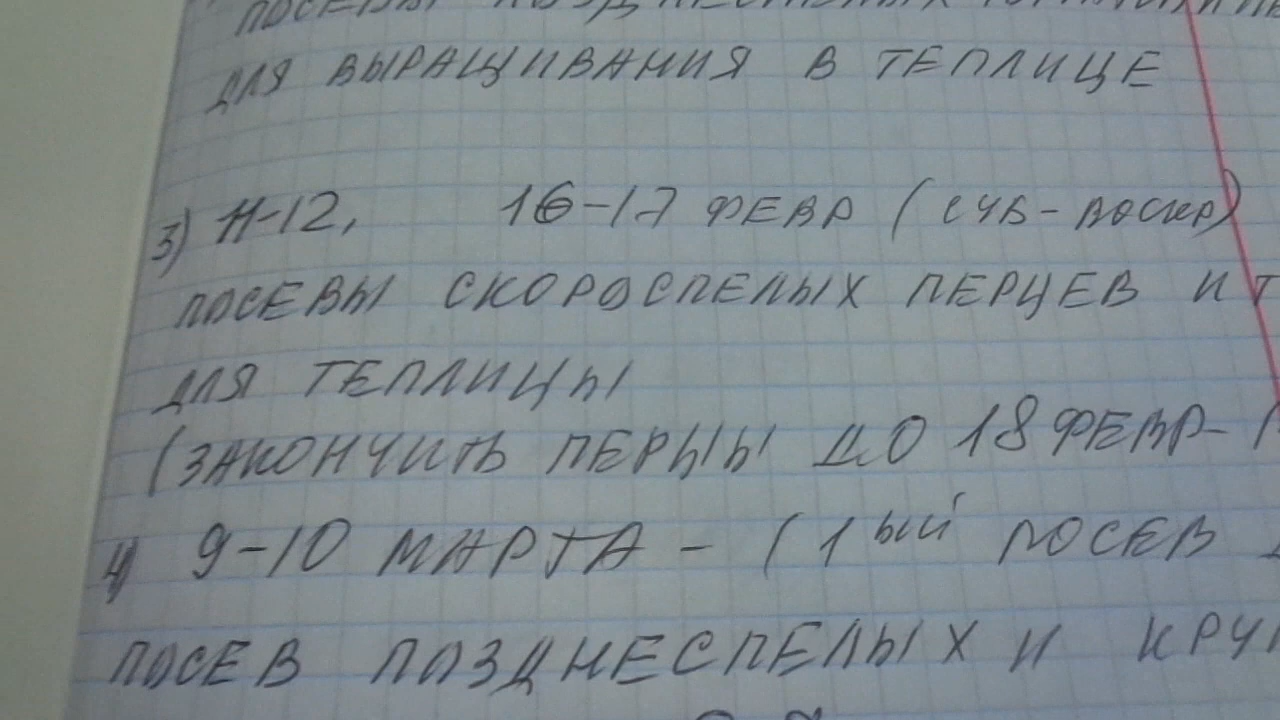 ПОСЕВЫ
ДЛЯ ВЫРАЩИВАНИЯ В ТЕПЛИЦЕ
3) 11-12, 16-17 ФЕВР (СУБ-ВОСКР)
ПОСЕВЫ СКОРОСПЕЛЫХ ПЕРЦЕВ И Т
ДЛЯ ТЕПЛИЦЫ
(ЗАКОНЧИТЬ ПЕРЦЫ ДО 18 ФЕВР-
4) 9-10 МАРТА - (1ый ПОСЕВ
ПОСЕВ ПОЗДНЕСПЕЛЫХ И КРУ